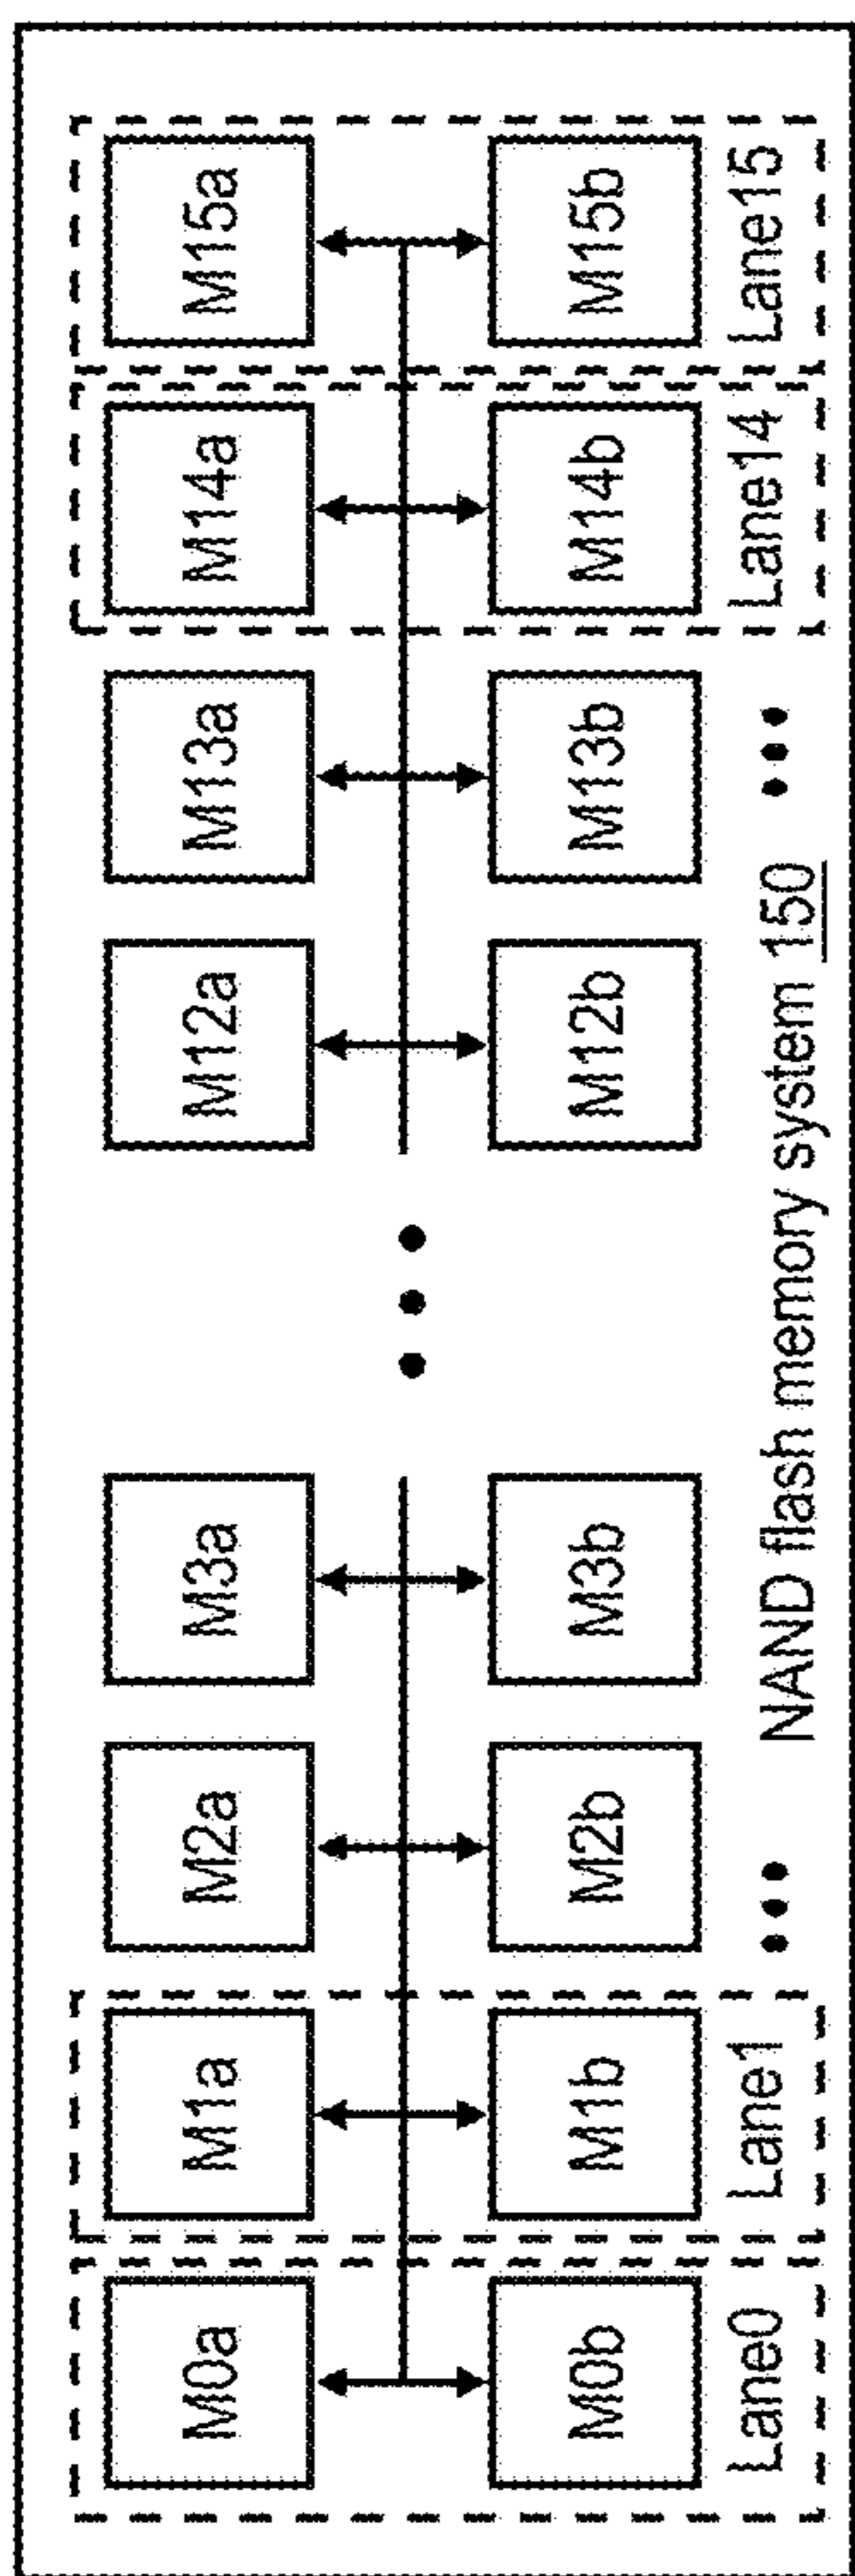 M0a M1a M2a M3a ••• M12a M13a M14a M15a
M0b M1b M2b M3b M12b M13b M14b M15b
Lane0 Lane1 ••• ••• Lane14 Lane15
NAND flash memory system 150